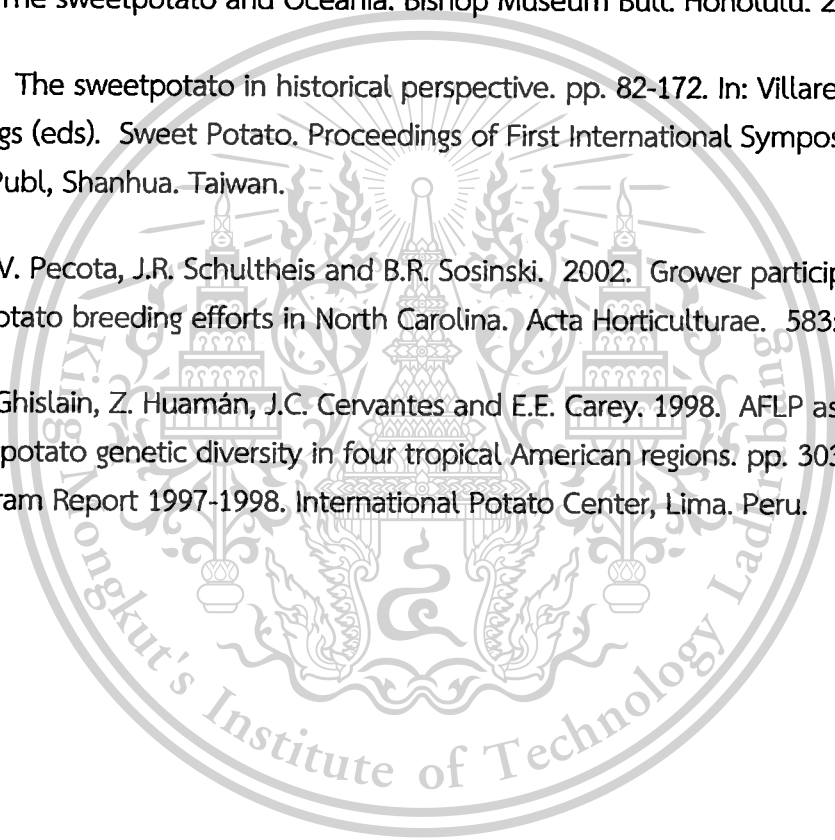 The sweetpotato and Oceania. Bishop Museum Bull. Honolulu. 2
The sweetpotato in historical perspective. pp. 82-172. In: Villare
gs (eds). Sweet Potato. Proceedings of First International Sympos
Publ, Shanhua. Taiwan.
V. Pecota, J.R. Schultheis and B.R. Sosinski. 2002. Grower particip
otato breeding efforts in North Carolina. Acta Horticulturae. 583:
Ghislain, Z. Huamán, J.C. Cervantes and E.E. Carey. 1998. AFLP as
potato genetic diversity in four tropical American regions. pp. 303
ram Report 1997-1998. International Potato Center, Lima. Peru.
King Mongkut's Institute of Technology Ladkrabang